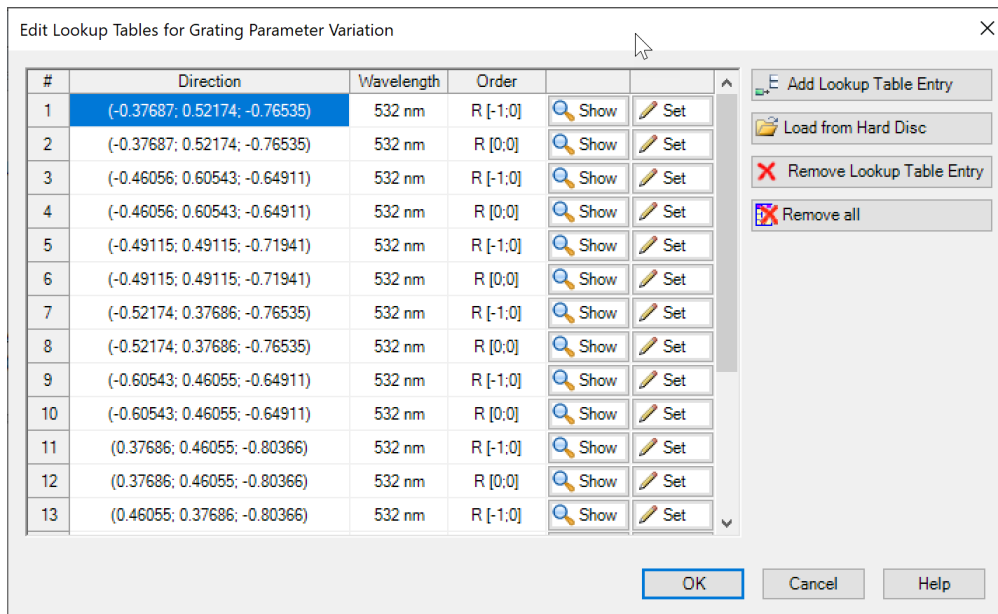 Edit Lookup Tables for Grating Parameter Variation
# Direction Wavelength Order
1 (-0.37687; 0.52174; -0.76535) 532 nm R [-1;0] Show Set
2 (-0.37687; 0.52174; -0.76535) 532 nm R [0;0] Show Set
3 (-0.46056; 0.60543; -0.64911) 532 nm R [-1;0] Show Set
4 (-0.46056; 0.60543; -0.64911) 532 nm R [0;0] Show Set
5 (-0.49115; 0.49115; -0.71941) 532 nm R [-1;0] Show Set
6 (-0.49115; 0.49115; -0.71941) 532 nm R [0;0] Show Set
7 (-0.52174; 0.37686; -0.76535) 532 nm R [-1;0] Show Set
8 (-0.52174; 0.37686; -0.76535) 532 nm R [0;0] Show Set
9 (-0.60543; 0.46055; -0.64911) 532 nm R [-1;0] Show Set
10 (-0.60543; 0.46055; -0.64911) 532 nm R [0;0] Show Set
11 (0.37686; 0.46055; -0.80366) 532 nm R [-1;0] Show Set
12 (0.37686; 0.46055; -0.80366) 532 nm R [0;0] Show Set
13 (0.46055; 0.37686; -0.80366) 532 nm R [-1;0] Show Set
Add Lookup Table Entry
Load from Hard Disc
Remove Lookup Table Entry
Remove all
OK Cancel Help